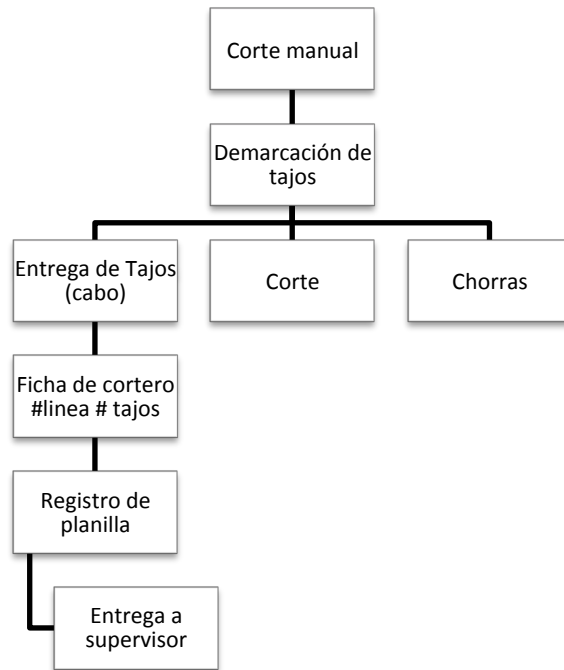 Corte manual
Demarcación de
tajos
Entrega de Tajos
(cabo)
Corte
Chorras
Ficha de cortero
#linea # tajos
Registro de
planilla
Entrega a
supervisor